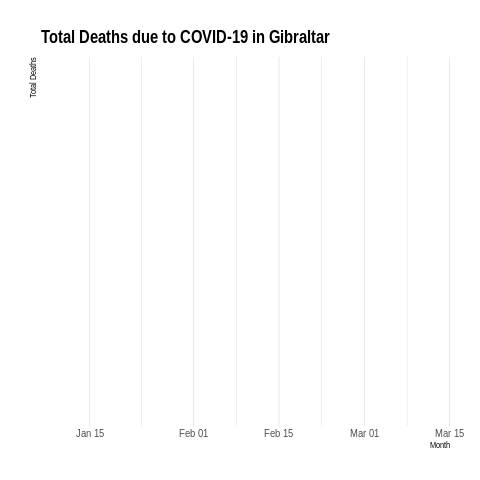 Total Deaths due to COVID-19 in Gibraltar
Total Deaths
Jan 15 Feb 01 Feb 15 Mar 01 Mar 15
Month